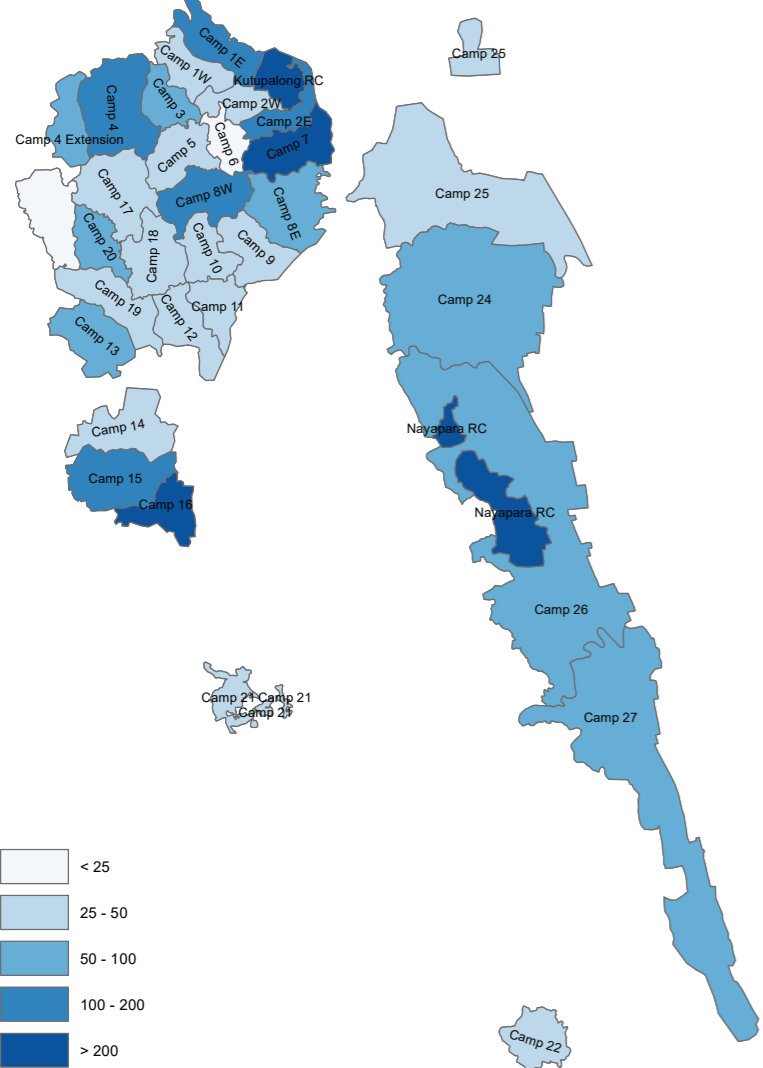 Camp 1E
Camp 25
Camp 1W
Kutupalong RC
Camp 3
Camp 2W
Camp 4
Camp 2E
Camp 4 Extension
Camp 5
Camp 6
Camp 7
Camp 17
Camp 8W
Camp 25
Camp 8E
Camp 20
Camp 18
Camp 10
Camp 9
Camp 19
Camp 12
Camp 11
Camp 24
Camp 13
Camp 14
Nayapara RC
Camp 15
Camp 16
Nayapara RC
Camp 26
Camp 21
Camp 21
Camp 21
Camp 27
< 25
25 - 50
50 - 100
100 - 200
> 200
Camp 22